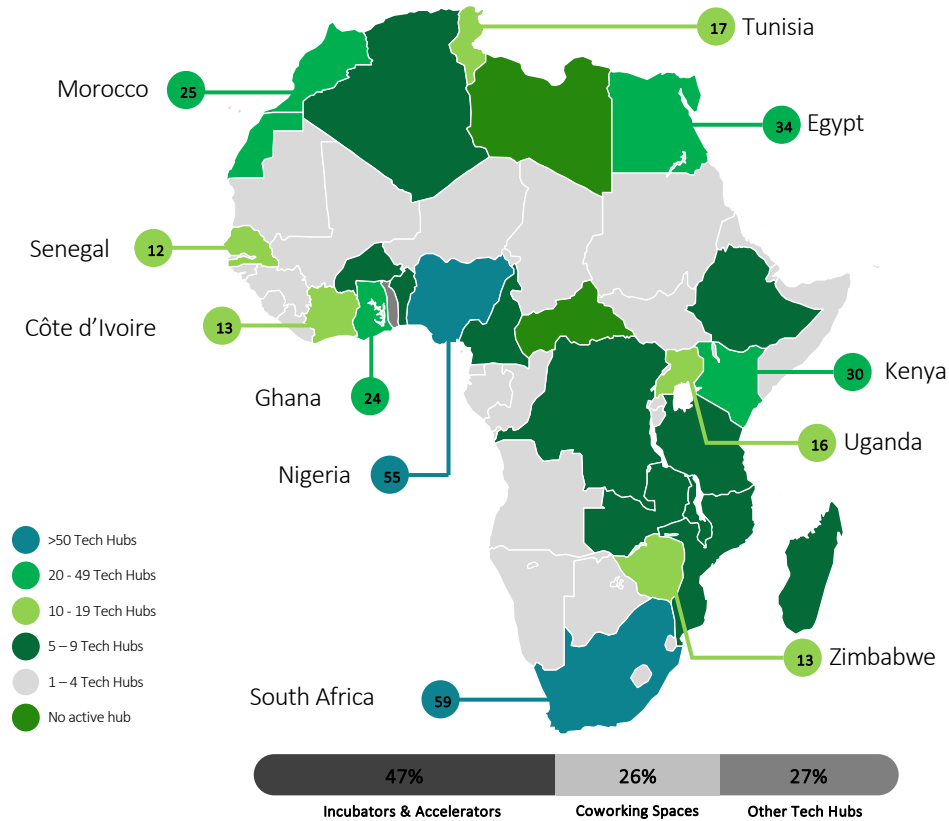 17 Tunisia
Morocco 25
34 Egypt
Senegal 12
Côte d’Ivoire 13
30 Kenya
Ghana 24
16 Uganda
Nigeria 55
>50 Tech Hubs
20 - 49 Tech Hubs
10 - 19 Tech Hubs
5 – 9 Tech Hubs
1 – 4 Tech Hubs
No active hub
13 Zimbabwe
South Africa 59
47% 26% 27%
Incubators & Accelerators Coworking Spaces Other Tech Hubs